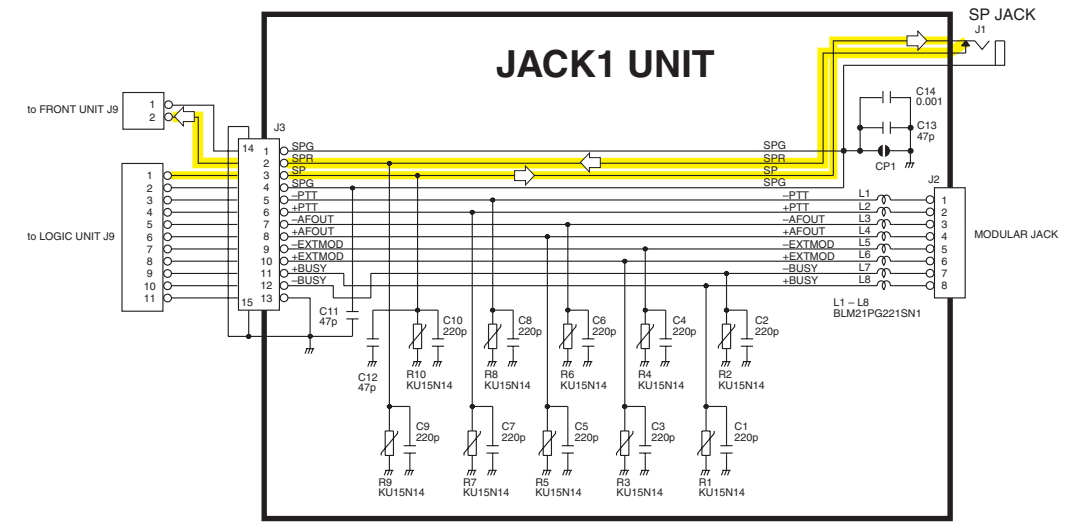 SP JACK
J1
JACK1 UNIT
to FRONT UNIT J9
1
2
C14
0.001
C13
47p
CP1
J3
14
1 SPG SPG
2 SPR SPR
3 SP SP
4 SPG SPG
5 –PTT –PTT L1
6 +PTT +PTT L2
7 –AFOUT –AFOUT L3
8 +AFOUT +AFOUT L4
9 –EXTMOD –EXTMOD L5
10 +EXTMOD +EXTMOD L6
11 +BUSY –BUSY L7
12 –BUSY +BUSY L8
13
15
to LOGIC UNIT J9
1
2
3
4
5
6
7
8
9
10
11
J2
1
2
3
4
5
6
7
8
MODULAR JACK
L1 – L8
BLM21PG221SN1
C11
47p
C12
47p
C10
220p
R10
KU15N14
C8
220p
R8
KU15N14
C6
220p
R6
KU15N14
C4
220p
R4
KU15N14
C2
220p
R2
KU15N14
C9
220p
R9
KU15N14
C7
220p
R7
KU15N14
C5
220p
R5
KU15N14
C3
220p
R3
KU15N14
C1
220p
R1
KU15N14